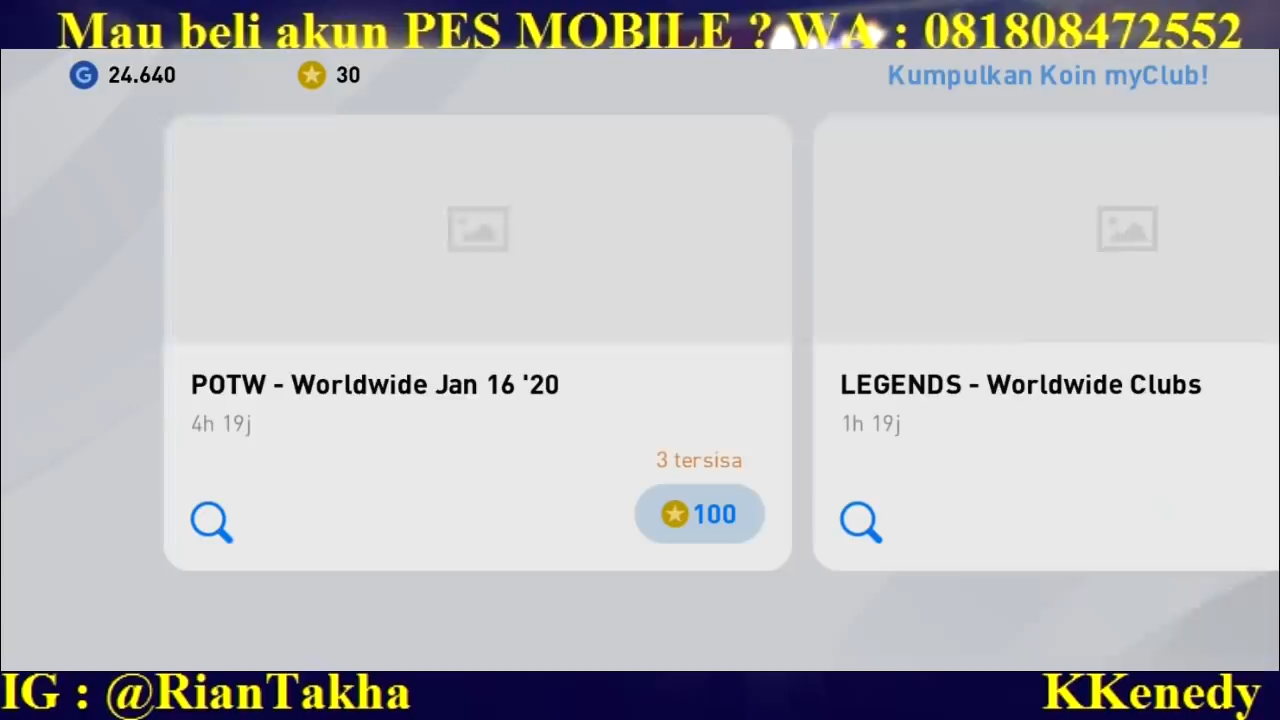 Mau beli akun PES MOBILE ? WA : 081808472552
G 24.640 30 Kumpulkan Koin myClub!
POTW - Worldwide Jan 16 '20
4h 19j
3 tersisa
100
LEGENDS - Worldwide Clubs
1h 19j
IG : @RianTakha KKenedy